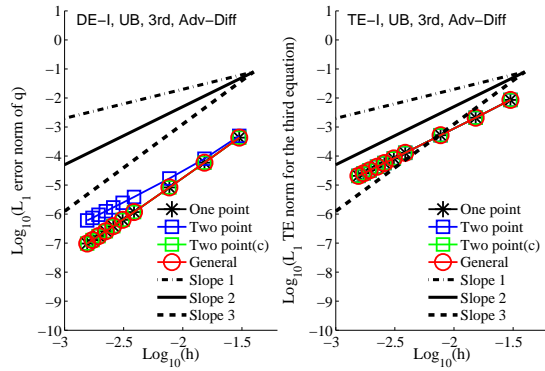 DE−I, UB, 3rd, Adv−Diff
0
−1
−2
−3
−4
−5
−6
−7
−8
−9
−10
Log10(L1 error norm of q)
One point
Two point
Two point(c)
General
Slope 1
Slope 2
Slope 3
−3
−2.5
−2
−1.5
Log10(h)
TE−I, UB, 3rd, Adv−Diff
0
−1
−2
−3
−4
−5
−6
−7
−8
−9
−10
Log10(L1 TE norm for the third equation)
One point
Two point
Two point(c)
General
Slope 1
Slope 2
Slope 3
−3
−2.5
−2
−1.5
Log10(h)